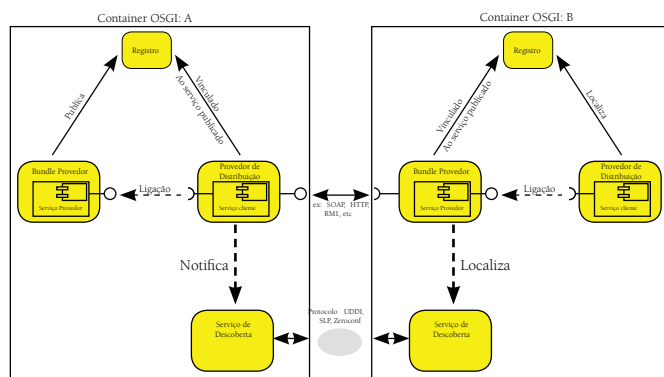 Container OSGI: A
Container OSGI: B
Registro
Registro
Publica
Vinculado
Ao serviço publicado
Vinculado
Ao serviço publicado
Localiza
Bundle Provedor
Serviço Provedor
Ligação
Provedor de
Distribuição
Serviço cliente
ex: SOAP, HTTP,
RM1, etc
Bundle Provedor
Serviço Provedor
Ligação
Provedor de
Distribuição
Serviço cliente
Notifica
Localiza
Serviço de
Descoberta
Protocolo UDDI,
SLP, Zeroconf
Serviço de
Descoberta